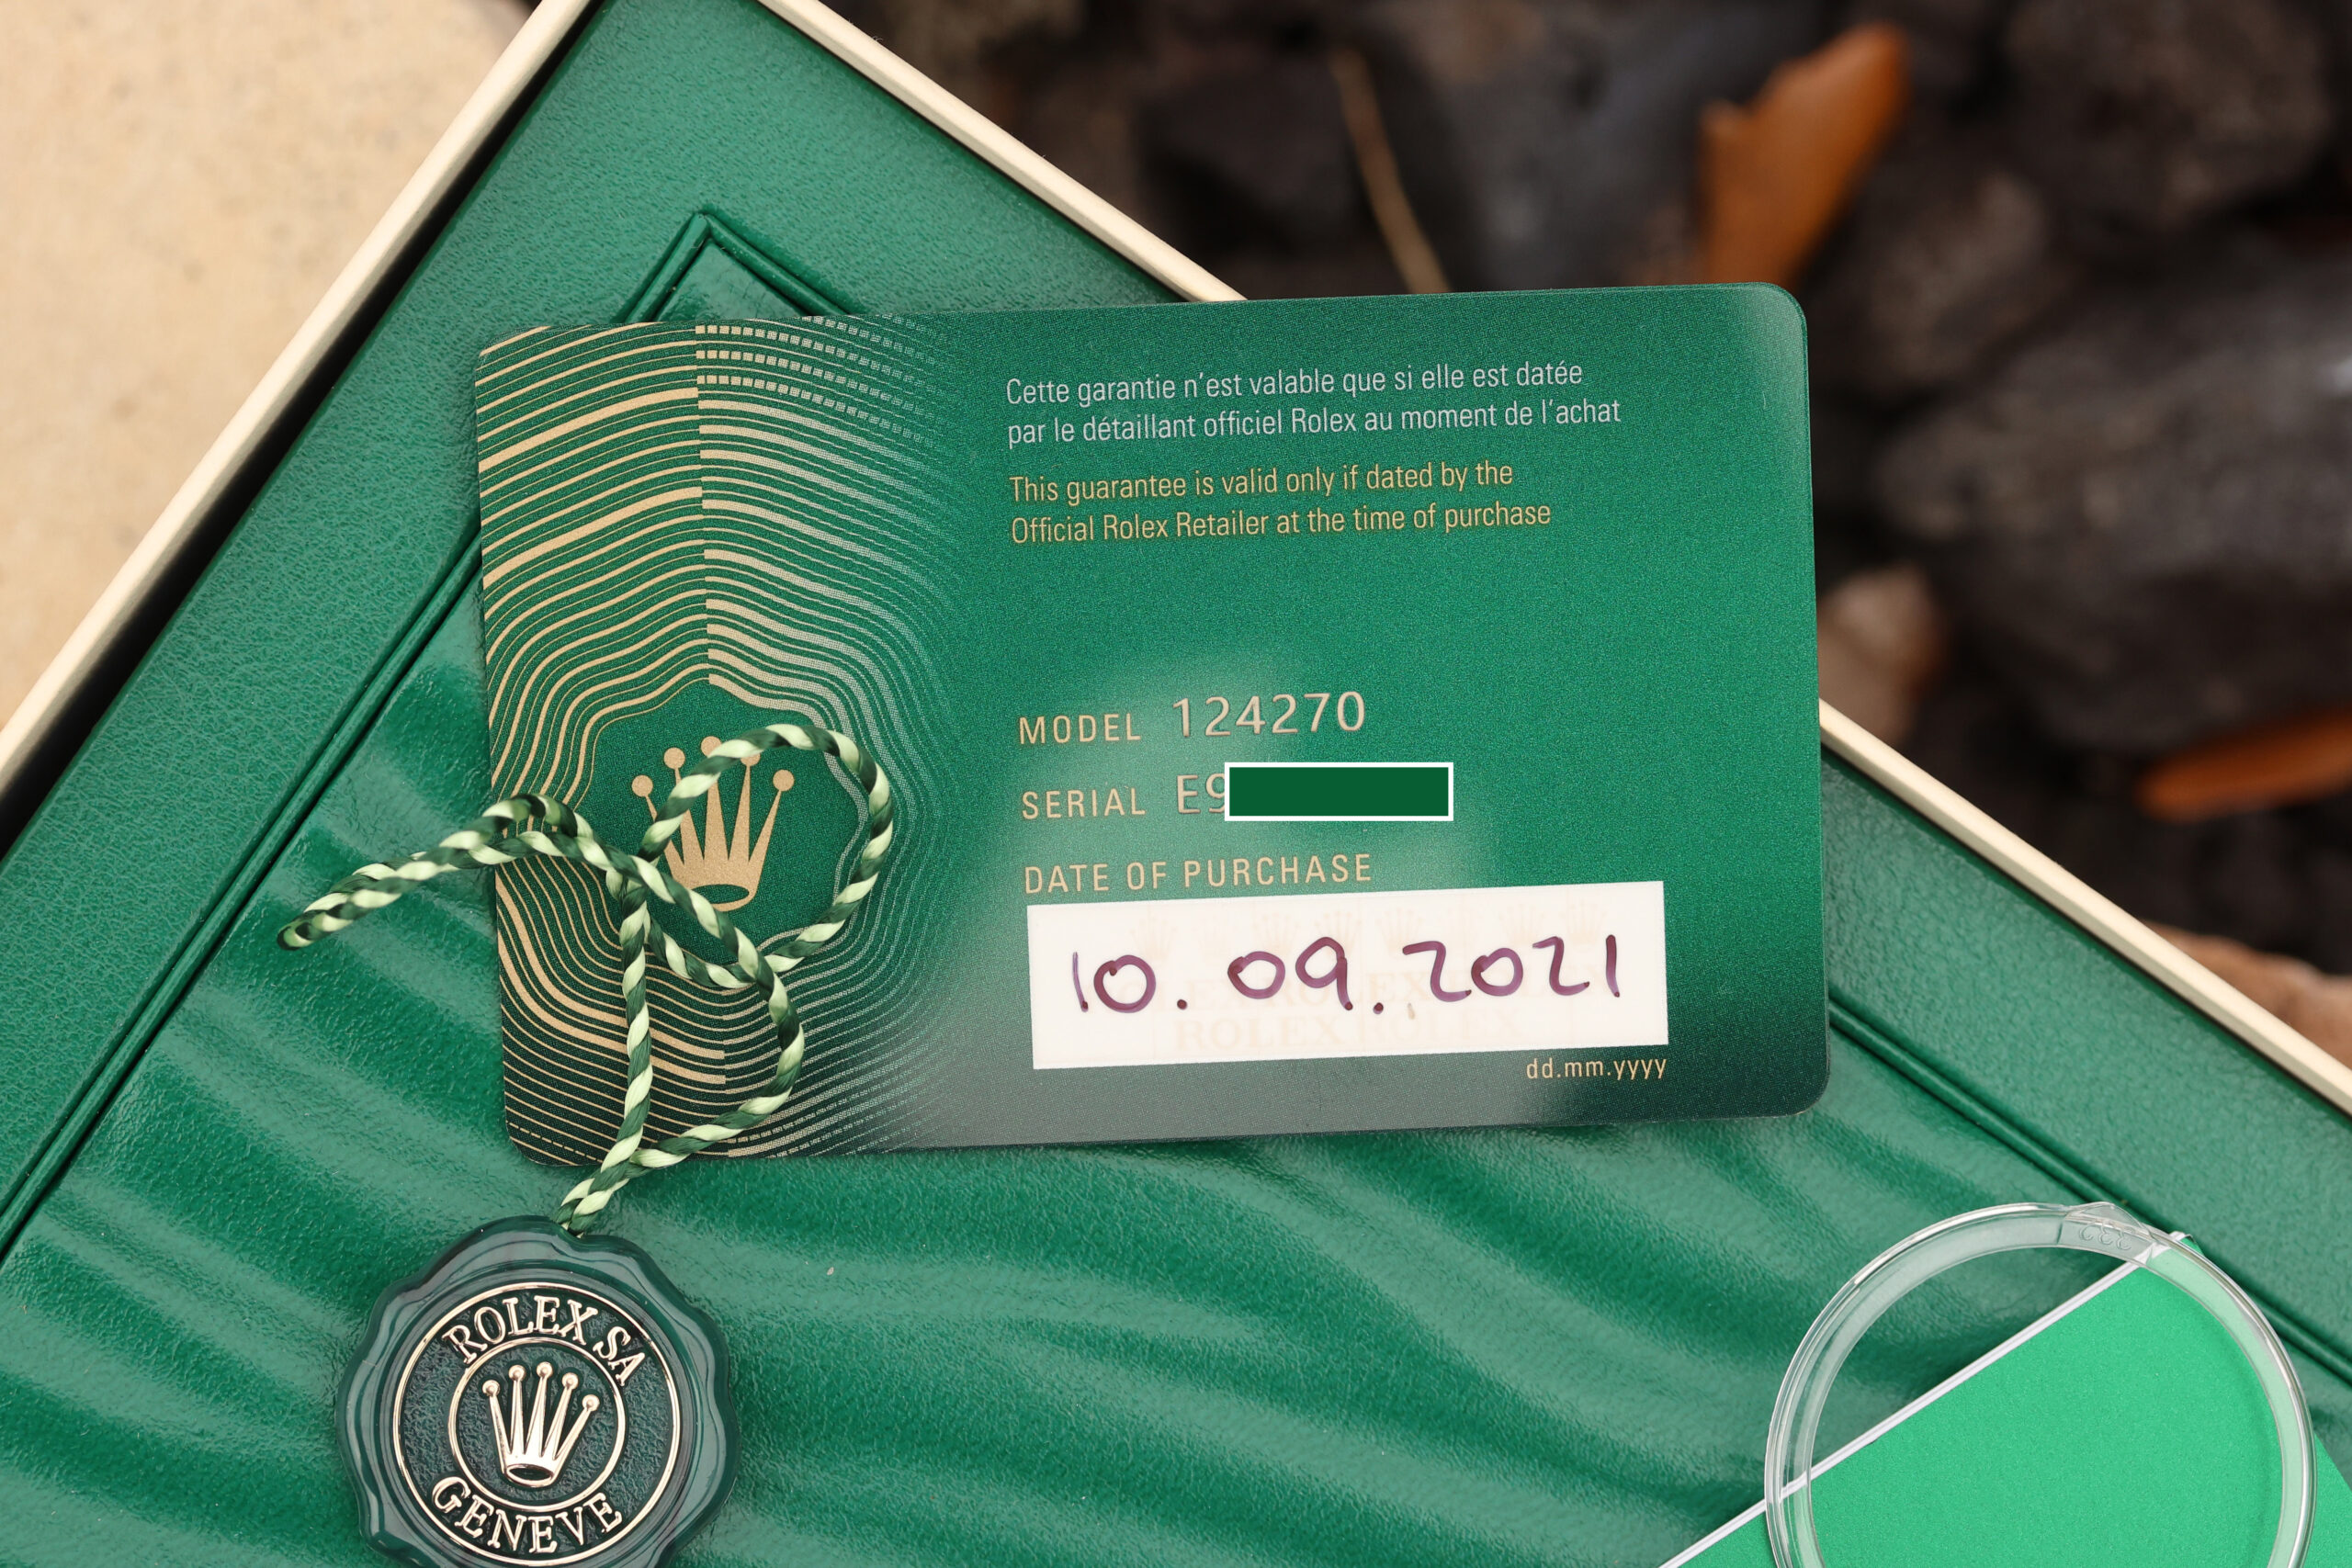 Cette garantie n'est valable que si elle est datée
par le détaillant officiel Rolex au moment de l'achat
This guarantee is valid only if dated by the
Official Rolex Retailer at the time of purchase
MODEL 124270
SERIAL E9
DATE OF PURCHASE
10.09.2021
ROLEX ROLEX
dd.mm.yyyy
ROLEX SA
GENEVE